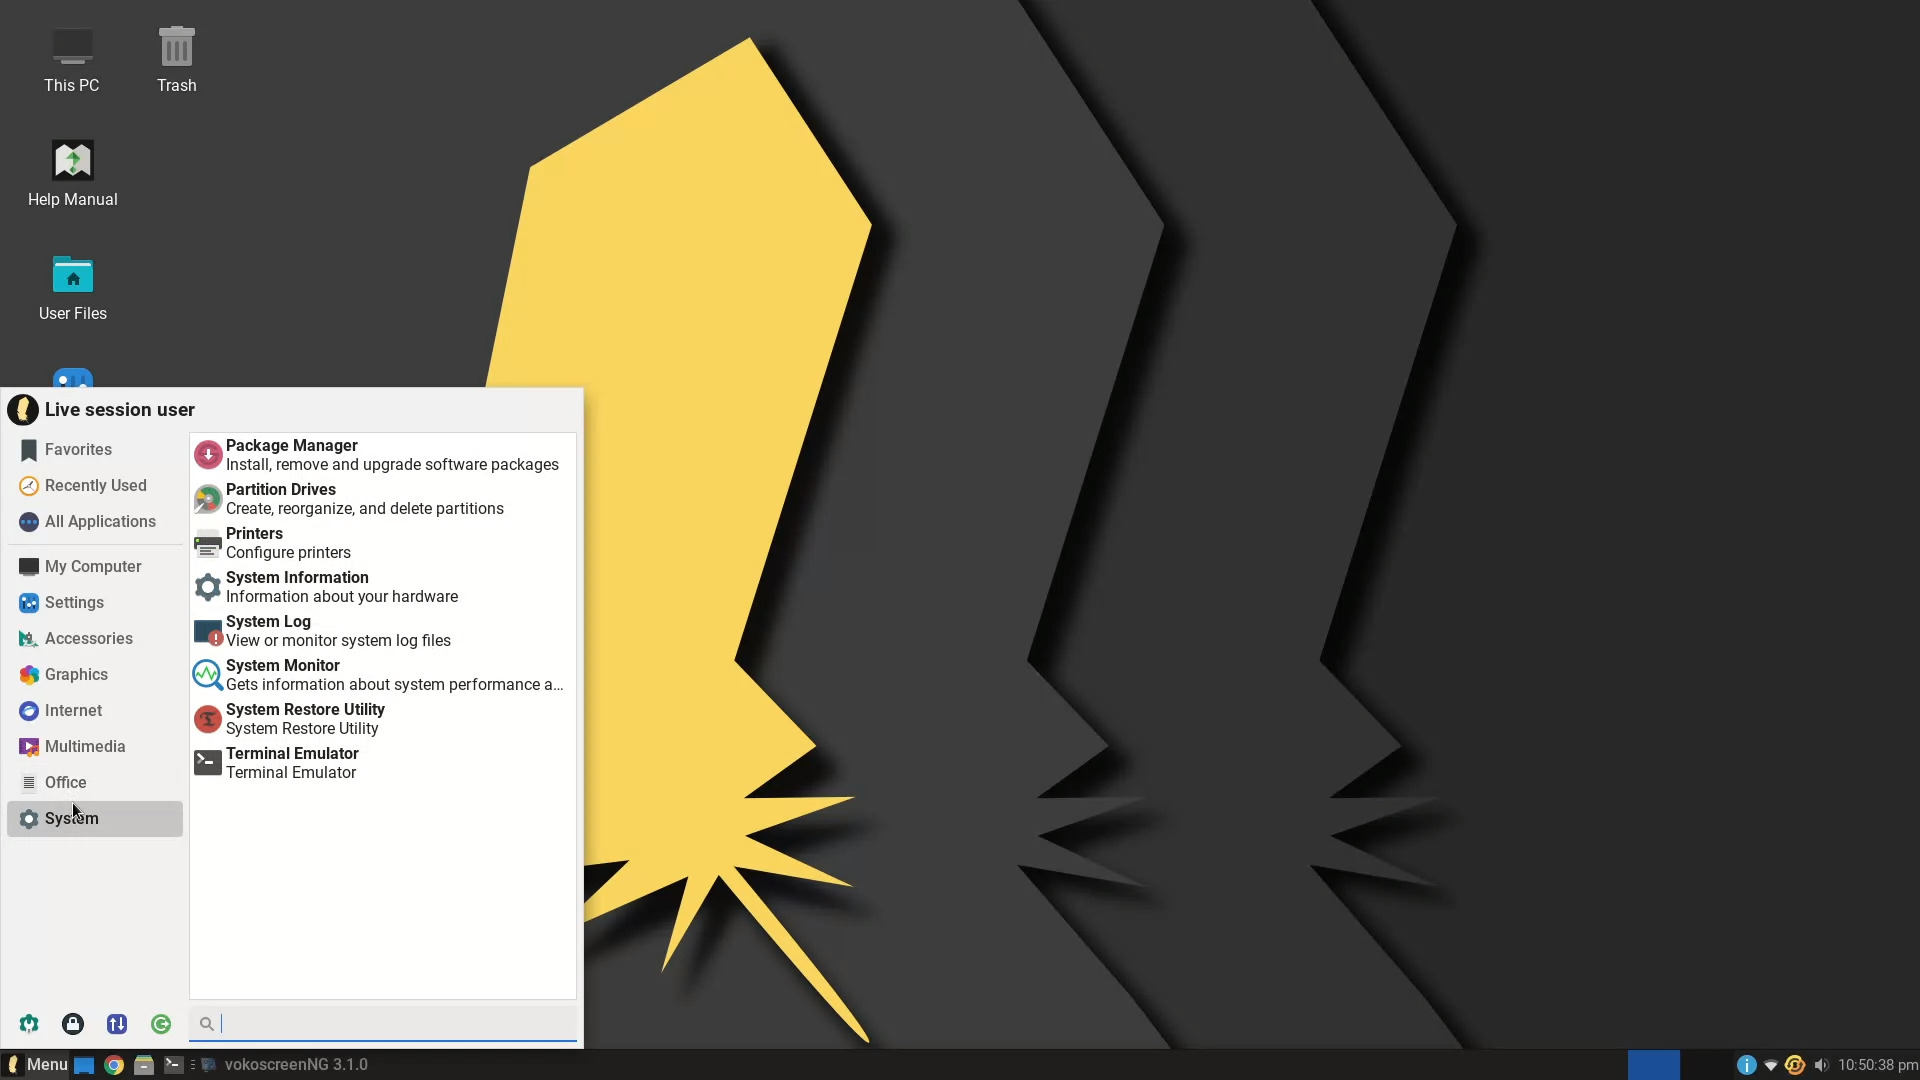 This PC
Trash
Help Manual
User Files
Live session user
Favorites
Recently Used
All Applications
My Computer
Settings
Accessories
Graphics
Internet
Multimedia
Office
System
Package Manager
Install, remove and upgrade software packages
Partition Drives
Create, reorganize, and delete partitions
Printers
Configure printers
System Information
Information about your hardware
System Log
View or monitor system log files
System Monitor
Gets information about system performance a...
System Restore Utility
System Restore Utility
Terminal Emulator
Terminal Emulator
Menu
vokoscreenNG 3.1.0
10:50:38 pm